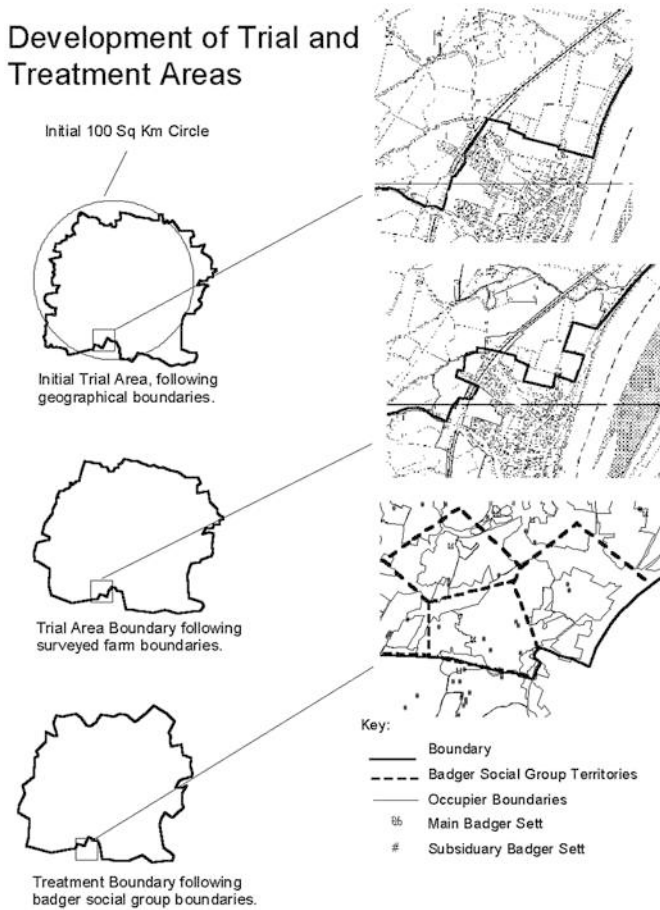 Development of Trial and
Treatment Areas
Initial 100 Sq Km Circle
Initial Trial Area, following
geographical boundaries.
Trial Area Boundary following
surveyed farm boundaries.
Treatment Boundary following
badger social group boundaries.
Key:
Boundary
Badger Social Group Territories
Occupier Boundaries
Main Badger Sett
Subsiduary Badger Sett